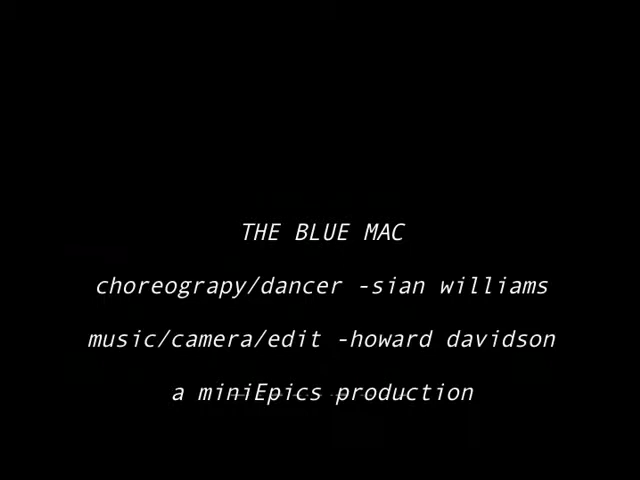 THE BLUE MAC
choreograpy/dancer -sian williams
music/camera/edit -howard davidson
a miniEpics production